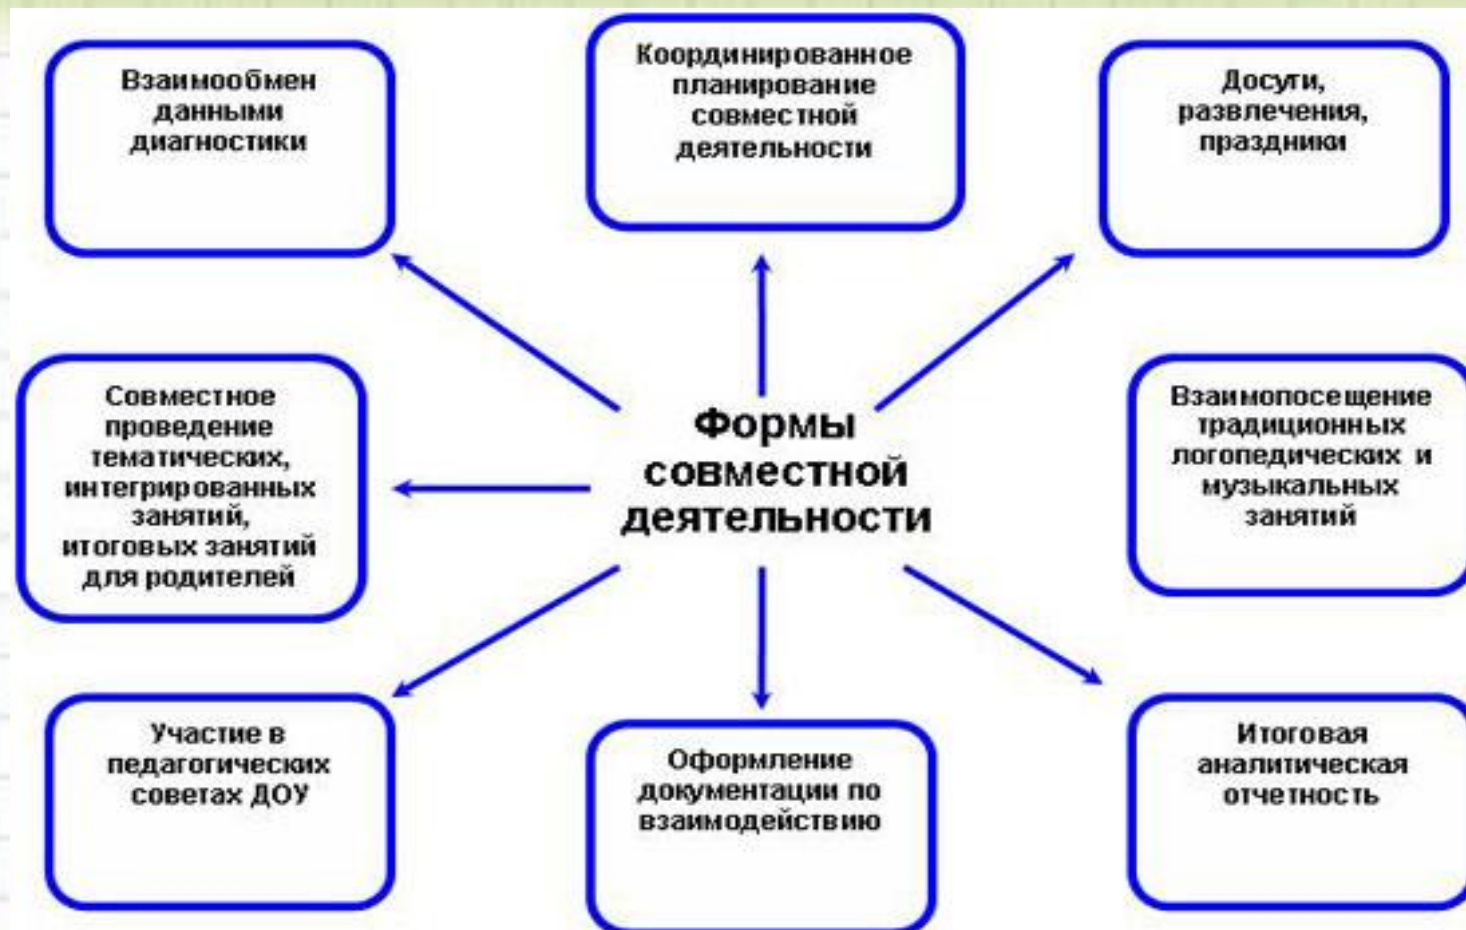 Взаимообмен
данными
диагностики
Координированное
планирование
совместной
деятельности
Досуги,
развлечения,
праздники
Совместное
проведение
тематических,
интегрированных
занятий,
итоговых занятий
для родителей
Формы
совместной
деятельности
Взаимопосещение
традиционных
логопедических и
музыкальных
занятий
Участие в
педагогических
советах ДОУ
Оформление
документации по
взаимодействию
Итоговая
аналитическая
отчетность